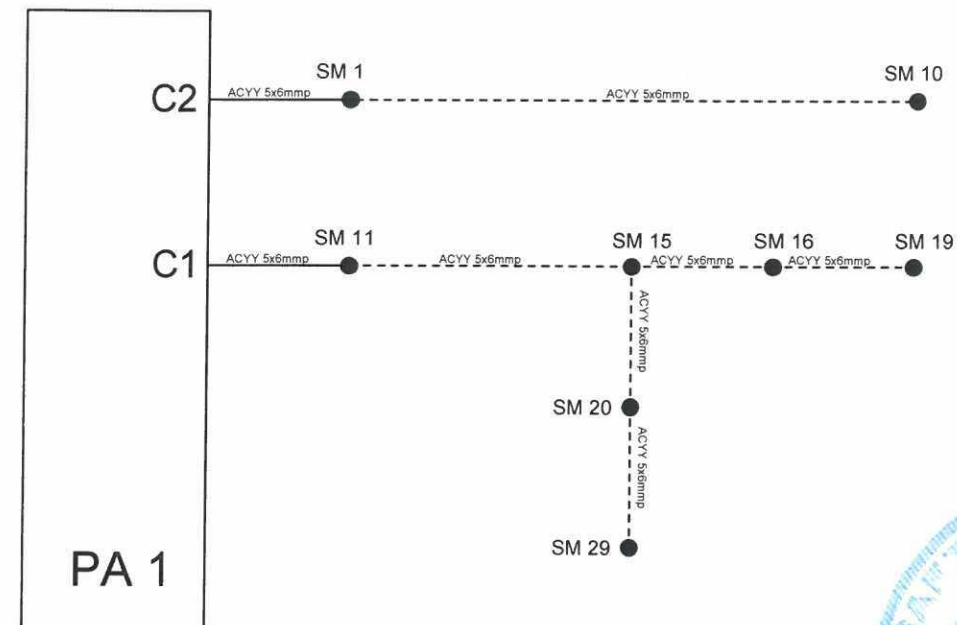 SM 1
SM 10
C2
ACYY 5x6mmp
ACYY 5x6mmp
SM 11
SM 15
SM 16
SM 19
C1
ACYY 5x6mmp
ACYY 5x6mmp
ACYY 5x6mmp
ACYY 5x6mmp
ACYY 5x6mmp
SM 20
ACYY 5x6mmp
SM 29
PA 1